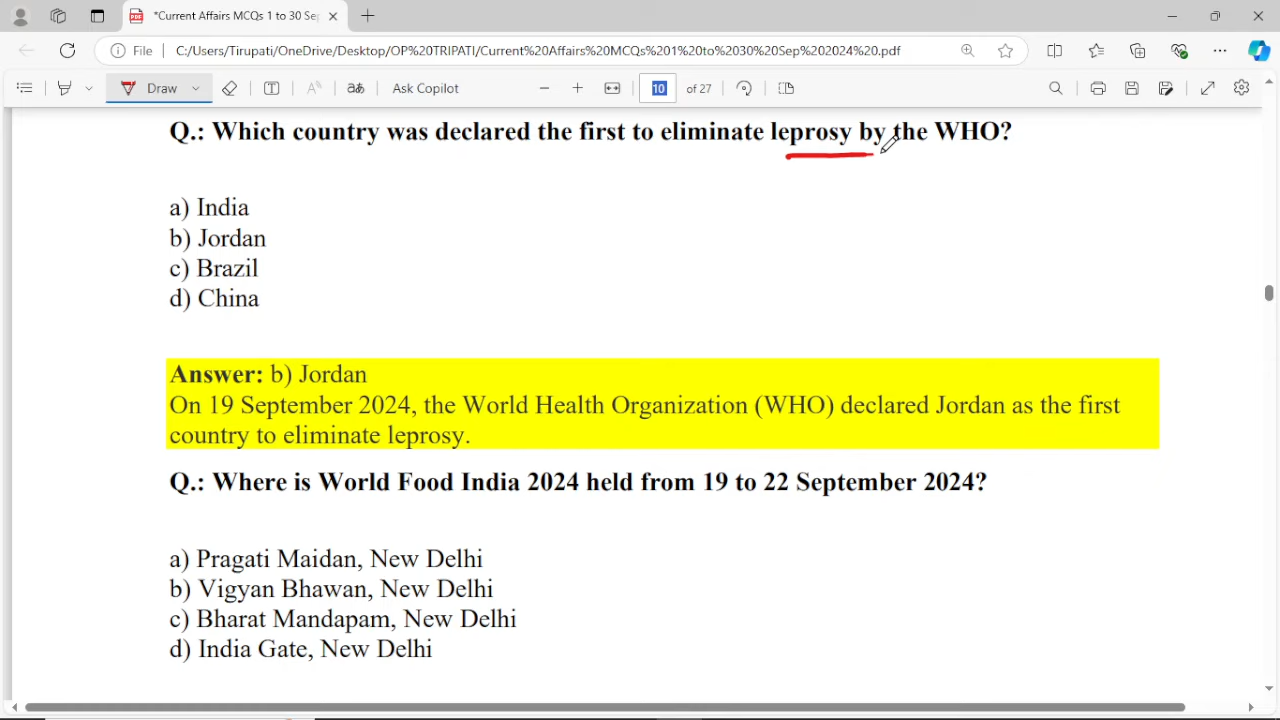 *Current Affairs MCQs 1 to 30 Sep
File C:/Users/Tirupati/OneDrive/Desktop/OP%20TRIPATI/Current%20Affairs%20MCQs%201%20to%2030%20Sep%202024%20.pdf
Draw Ask Copilot 10 of 27
Q.: Which country was declared the first to eliminate leprosy by the WHO?
a) India
b) Jordan
c) Brazil
d) China
Answer: b) Jordan
On 19 September 2024, the World Health Organization (WHO) declared Jordan as the first
country to eliminate leprosy.
Q.: Where is World Food India 2024 held from 19 to 22 September 2024?
a) Pragati Maidan, New Delhi
b) Vigyan Bhawan, New Delhi
c) Bharat Mandapam, New Delhi
d) India Gate, New Delhi